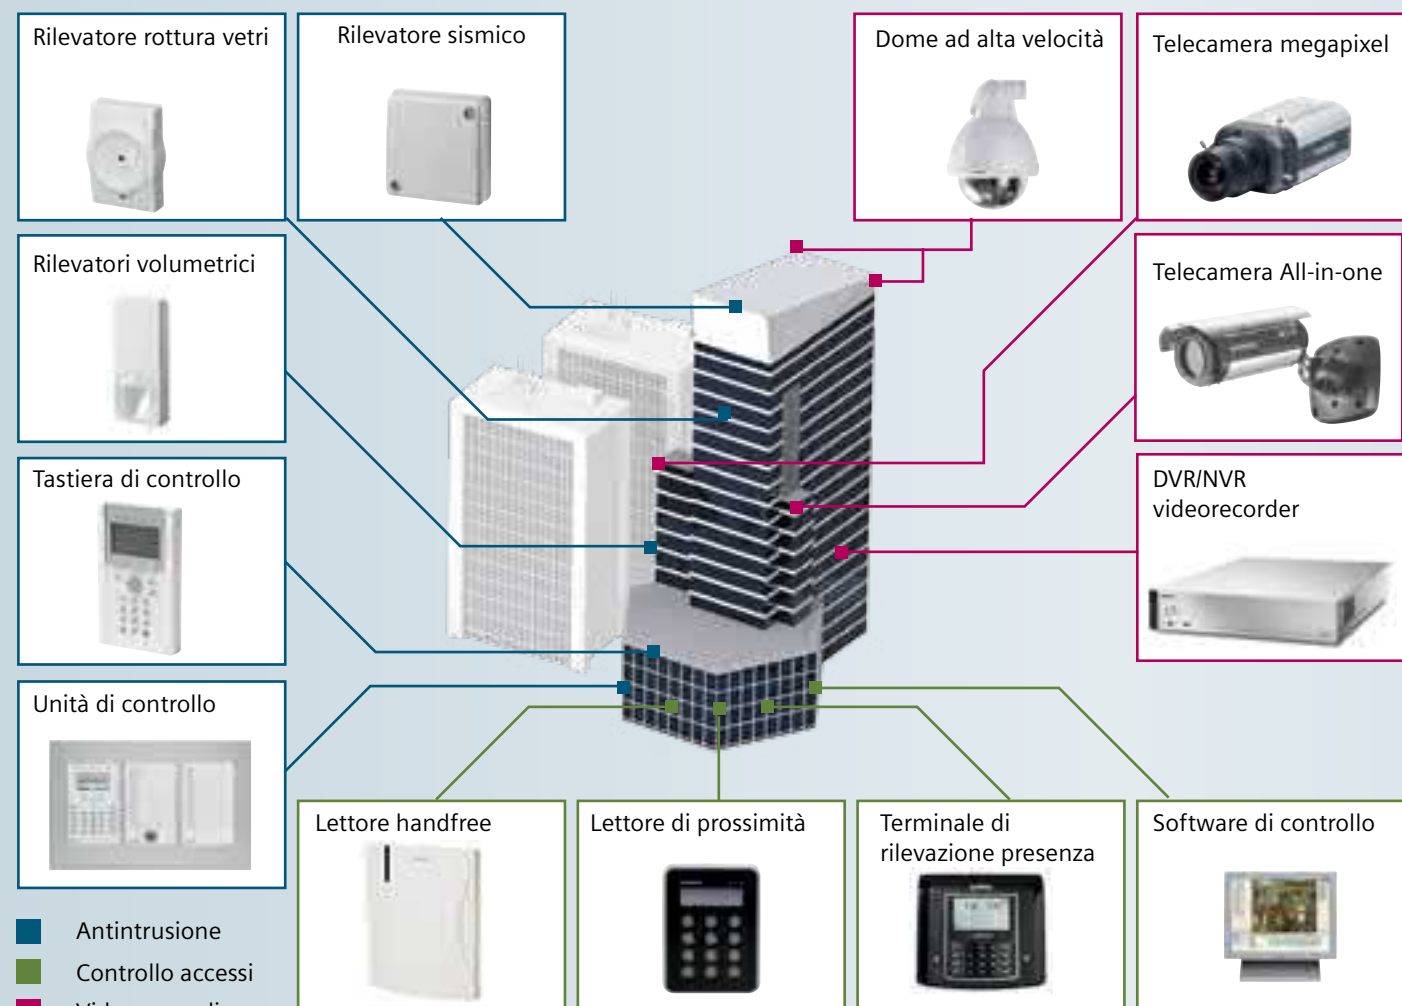 Rilevatore rottura vetri
Rilevatore sismico
Dome ad alta velocità
Telecamera megapixel
Rilevatori volumetrici
Telecamera All-in-one
Tastiera di controllo
DVR/NVR
videorecorder
Unità di controllo
Lettore handfree
Lettore di prossimità
Terminale di
rilevazione presenza
Software di controllo
Antintrusione
Controllo accessi